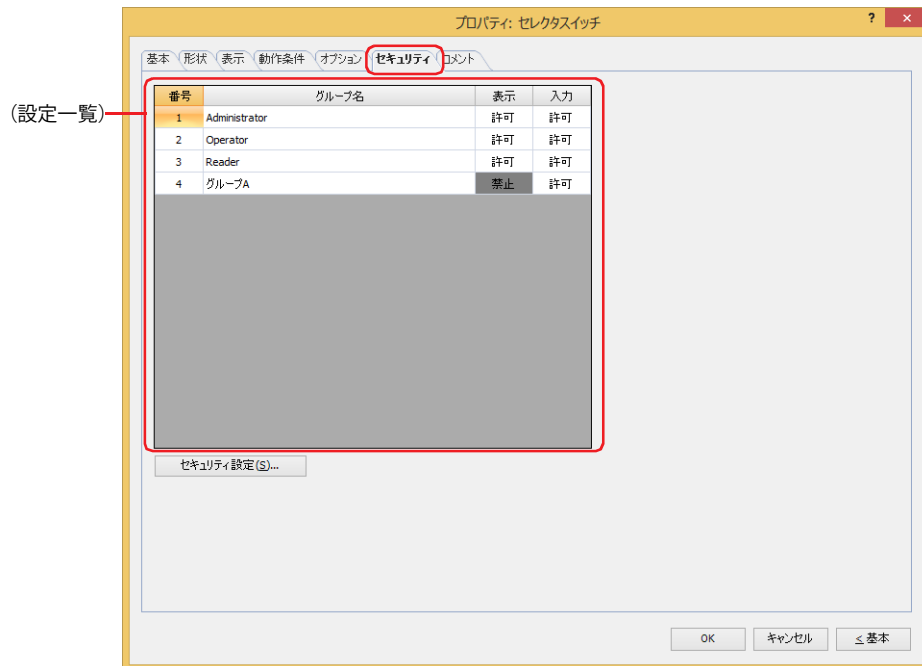 プロパティ: セレクタスイッチ
? ×
基本 形状 表示 動作条件 オプション セキュリティ コメント
(設定一覧)
番号 グループ名 表示 入力
1 Administrator 許可 許可
2 Operator 許可 許可
3 Reader 許可 許可
4 グループA 禁止 許可
セキュリティ設定(S)...
OK キャンセル <基本